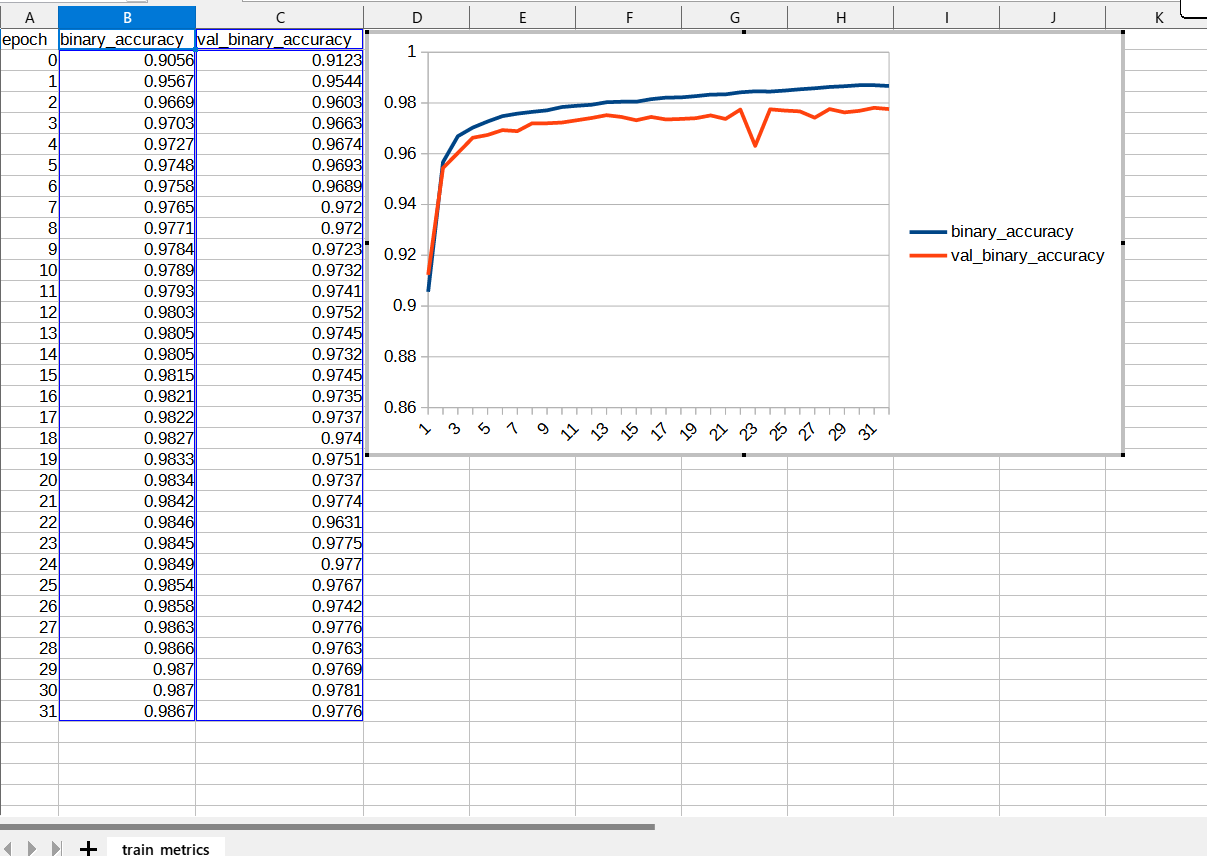 A B C D E F G H I J K
epoch binary_accuracy val_binary_accuracy
0 0.9056 0.9123
1 0.9567 0.9544
2 0.9669 0.9603
3 0.9703 0.9663
4 0.9727 0.9674
5 0.9748 0.9693
6 0.9758 0.9689
7 0.9765 0.972
8 0.9771 0.972
9 0.9784 0.9723
10 0.9789 0.9732
11 0.9793 0.9741
12 0.9803 0.9752
13 0.9805 0.9745
14 0.9805 0.9732
15 0.9815 0.9745
16 0.9821 0.9735
17 0.9822 0.9737
18 0.9827 0.974
19 0.9833 0.9751
20 0.9834 0.9737
21 0.9842 0.9774
22 0.9846 0.9631
23 0.9845 0.9775
24 0.9849 0.977
25 0.9854 0.9767
26 0.9858 0.9742
27 0.9863 0.9776
28 0.9866 0.9763
29 0.987 0.9769
30 0.987 0.9781
31 0.9867 0.9776
1
0.98
0.96
0.94
0.92
0.9
0.88
0.86
1 3 5 7 9 11 13 15 17 19 21 23 25 27 29 31
binary_accuracy
val_binary_accuracy
train_metrics